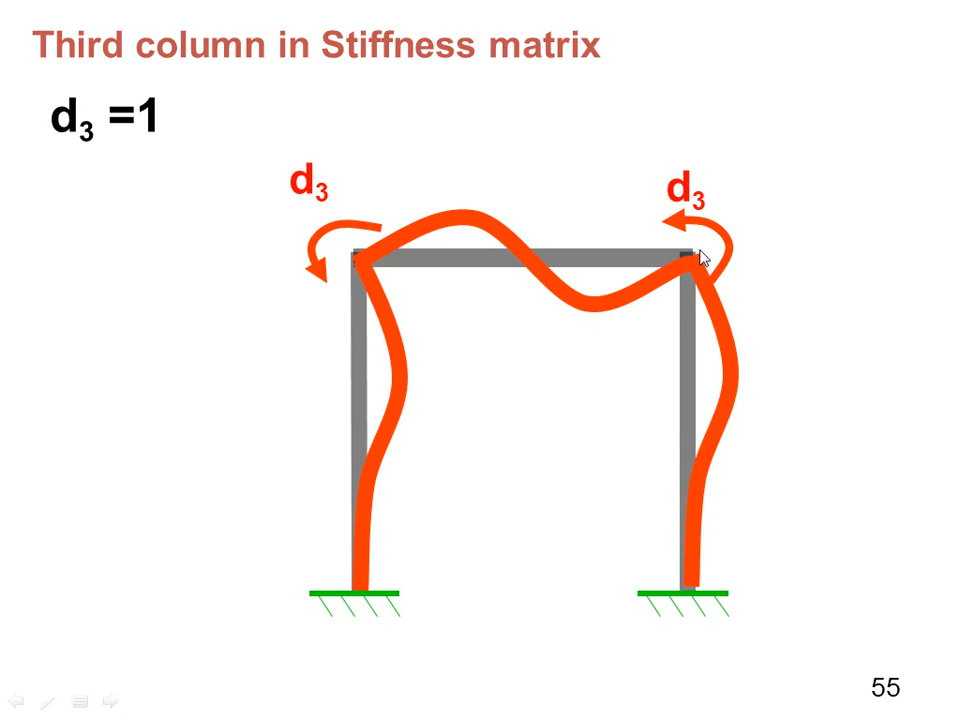 Third column in Stiffness matrix
d₃ =1
d₃
d₃
55